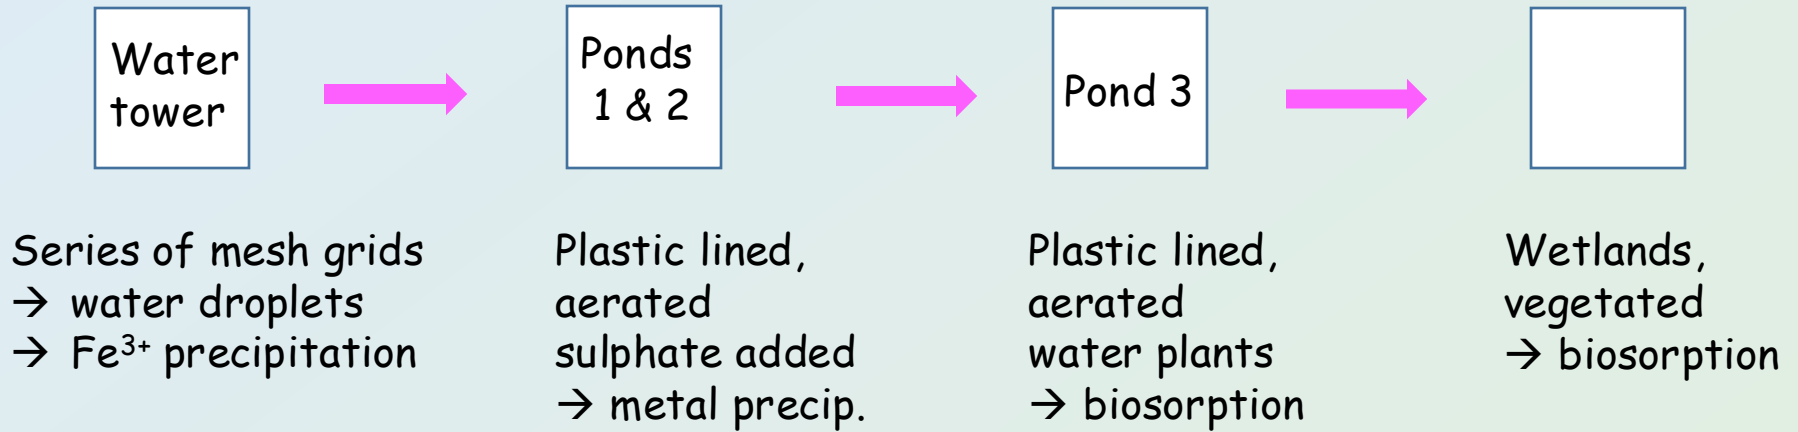 Water
tower
Ponds
1 & 2
Pond 3
Series of mesh grids
→ water droplets
→ Fe³⁺ precipitation
Plastic lined,
aerated
sulphate added
→ metal precip.
Plastic lined,
aerated
water plants
→ biosorption
Wetlands,
vegetated
→ biosorption